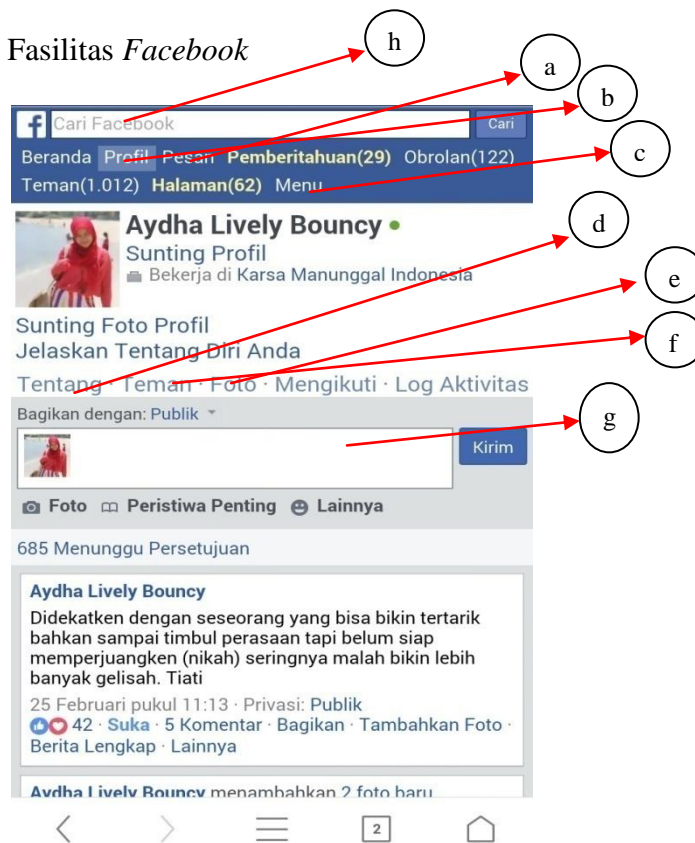 Fasilitas Facebook
h
a
b
c
d
e
f
g
f Cari Facebook Cari
Beranda Profil Pesan Pemberitahuan(29) Obrolan(122)
Teman(1.012) Halaman(62) Menu
Aydha Lively Bouncy
Sunting Profil
Bekerja di Karsa Manunggal Indonesia
Sunting Foto Profil
Jelaskan Tentang Diri Anda
Tentang · Teman · Foto · Mengikuti · Log Aktivitas
Bagikan dengan: Publik
Kirim
Foto Peristiwa Penting Lainnya
685 Menunggu Persetujuan
Aydha Lively Bouncy
Didekatken dengan seseorang yang bisa bikin tertarik
bahkan sampai timbul perasaan tapi belum siap
memperjuangken (nikah) seringnya malah bikin lebih
banyak gelisah. Tiati
25 Februari pukul 11:13 · Privasi: Publik
42 · Suka · 5 Komentar · Bagikan · Tambahkan Foto ·
Berita Lengkap · Lainnya
Aydha Lively Bouncy menambahkan 2 foto baru
2